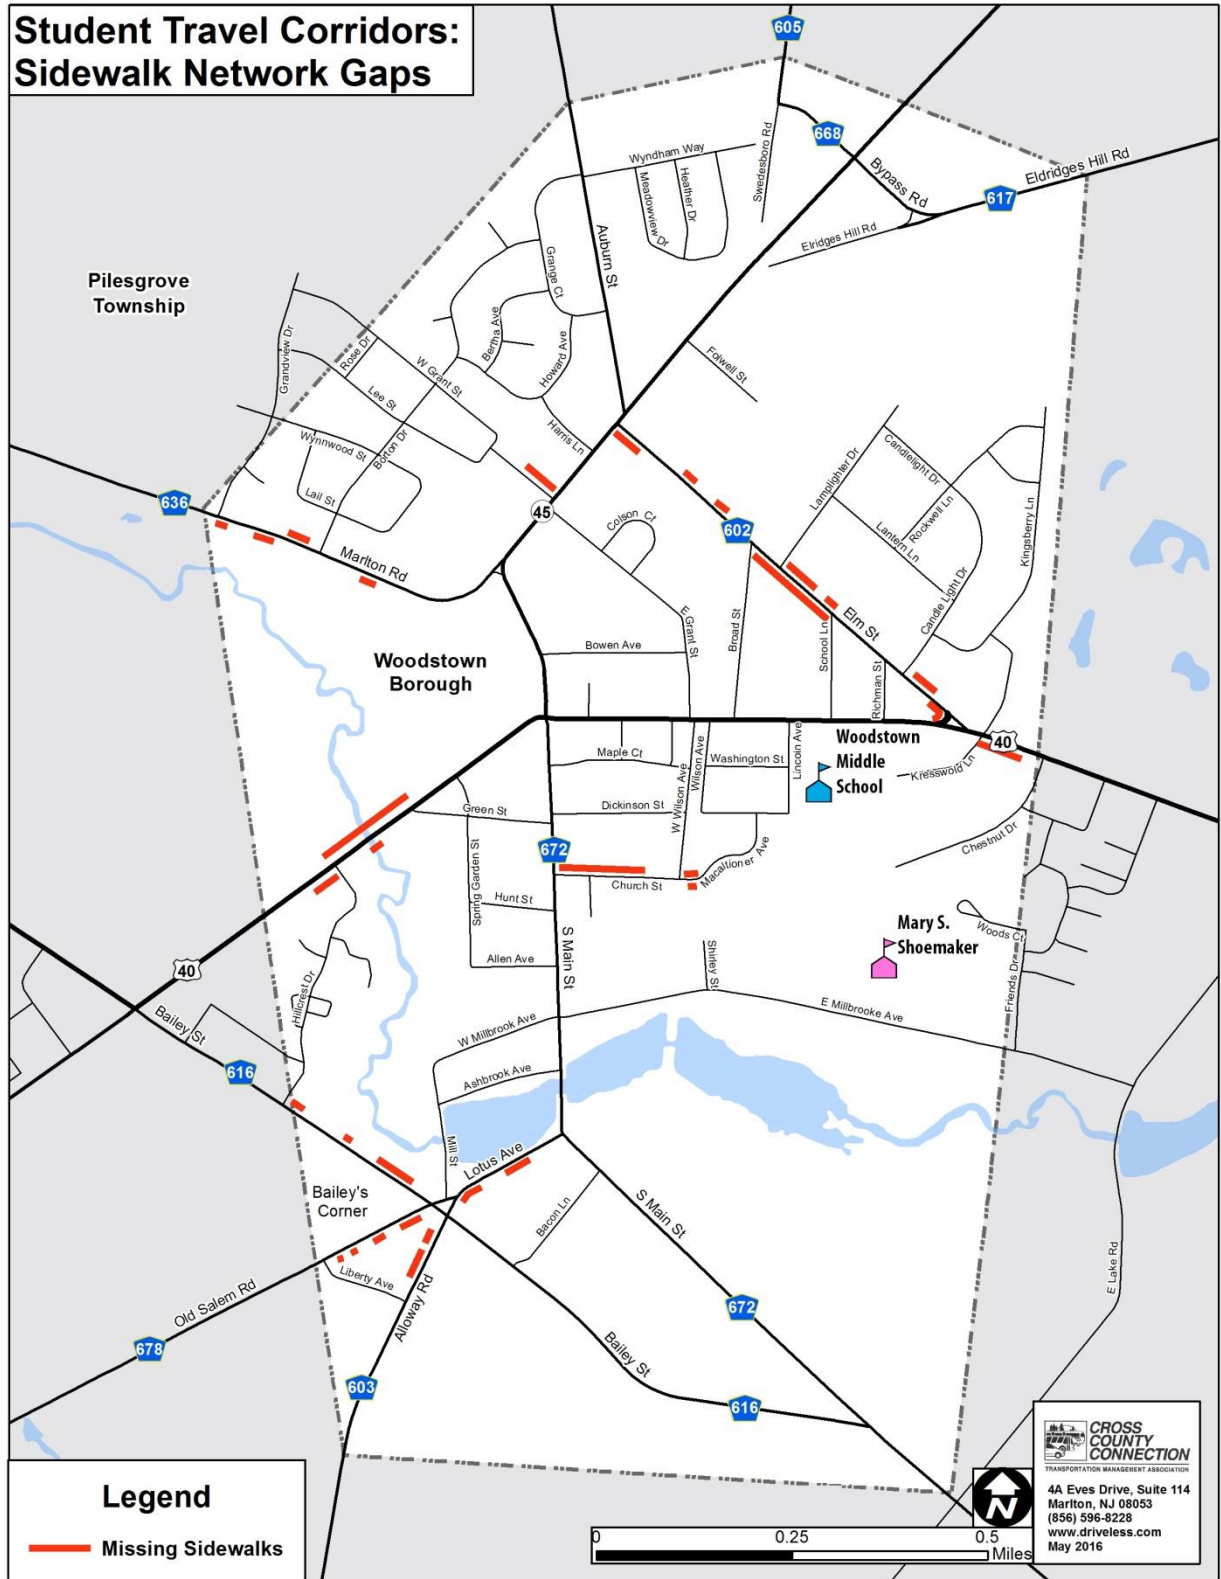 Student Travel Corridors:
Sidewalk Network Gaps
605
668
Bypass Rd
Eldridges Hill Rd
617
Elridges Hill Rd
Swedesboro Rd
Wyndham Way
Meadowview Dr
Heather Dr
Auburn St
Grange Ct
Pilesgrove
Township
Bertha Ave
Howard Ave
Harris Ln
Grandview Dr
Rose Dr
W Grant St
Lee St
Wynnwood St
Borton Dr
Lail St
Folwell St
636
Marlton Rd
45
Colson Ct
602
Lamplighter Dr
Candlelight Dr
Rockwell Ln
Lantern Ln
Kingsberry Ln
Candle Light Dr
Elm St
E Grant St
Broad St
School Ln
Richman St
Bowen Ave
Woodstown
Borough
Maple Ct
Washington St
Lincoln Ave
Wilson Ave
W Wilson Ave
Dickinson St
Woodstown
Middle
School
40
Kresswold Ln
Chestnut Dr
Green St
672
Church St
Macaltioner Ave
Spring Garden St
Hunt St
Allen Ave
S Main St
Shirley St
Mary S.
Shoemaker
Woods Ct
Friends Dr
E Millbrooke Ave
40
Hillcrest Dr
Bailey St
616
W Millbrook Ave
Ashbrook Ave
Mill St
Lotus Ave
Bailey's
Corner
Bacon Ln
S Main St
Liberty Ave
Old Salem Rd
Alloway Rd
678
603
672
Bailey St
616
E Lake Rd
Legend
Missing Sidewalks
N
0 0.25 0.5
Miles
CROSS
COUNTY
CONNECTION
TRANSPORTATION MANAGEMENT ASSOCIATION
4A Eves Drive, Suite 114
Marlton, NJ 08053
(856) 596-8228
www.driveless.com
May 2016